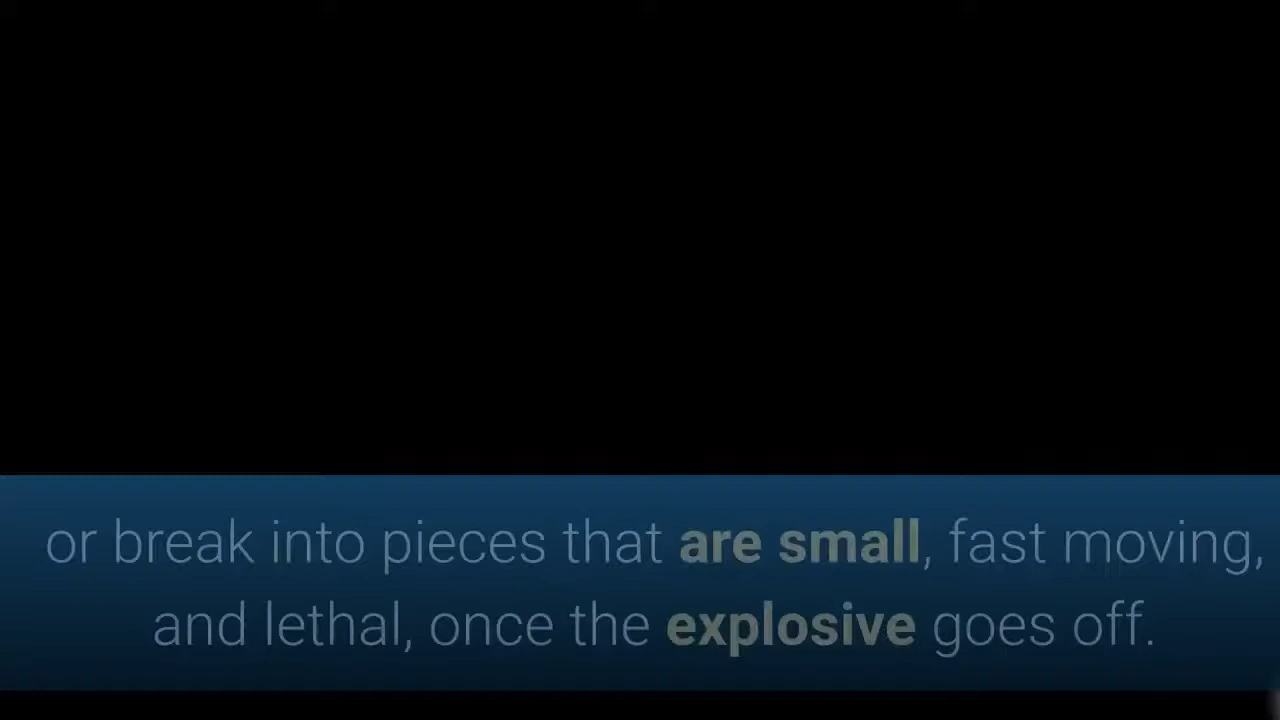 or break into pieces that are small, fast moving,
and lethal, once the explosive goes off.